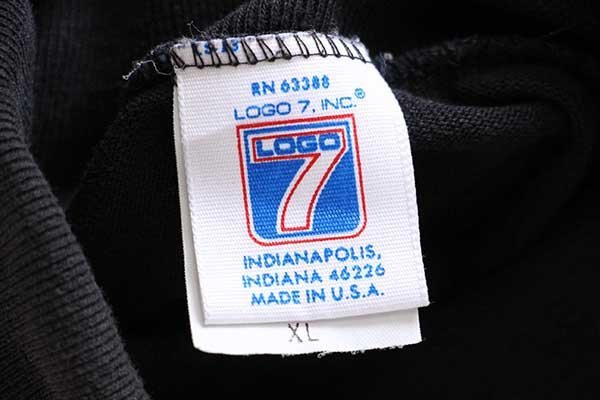 RN 63388
LOGO 7, INC.®
LOGO
7
INDIANAPOLIS,
INDIANA 46226
MADE IN U.S.A.
XL